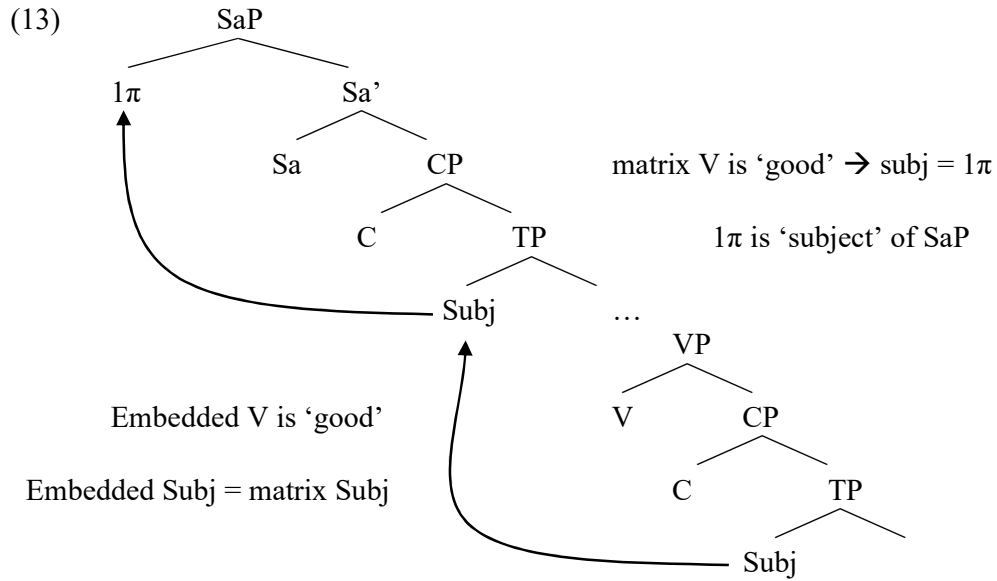 (13) SaP
1π Sa’
Sa CP
matrix V is ‘good’ → subj = 1π
C TP
1π is ‘subject’ of SaP
Subj …
VP
Embedded V is ‘good’
V CP
Embedded Subj = matrix Subj
C TP
Subj